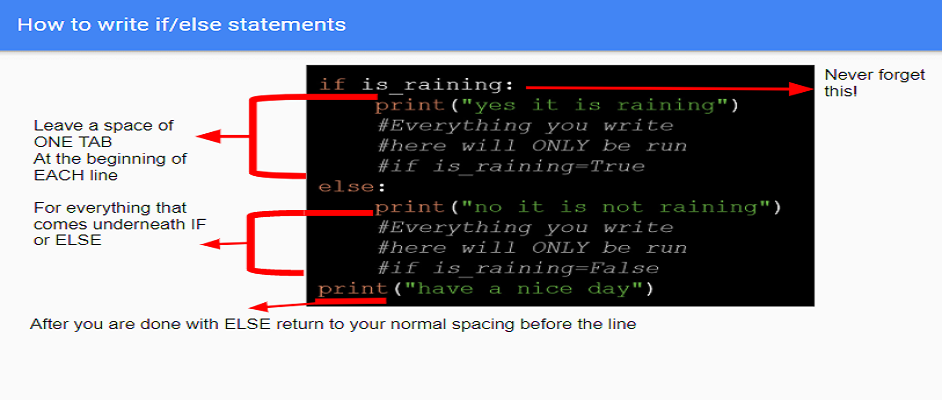 How to write if/else statements
if is_raining:
Never forget
this!
print("yes it is raining")
#Everything you write
#here will ONLY be run
#if is_raining=True
Leave a space of
ONE TAB
At the beginning of
EACH line
else:
For everything that
comes underneath IF
or ELSE
print("no it is not raining")
#Everything you write
#here will ONLY be run
#if is_raining=False
print("have a nice day")
After you are done with ELSE return to your normal spacing before the line